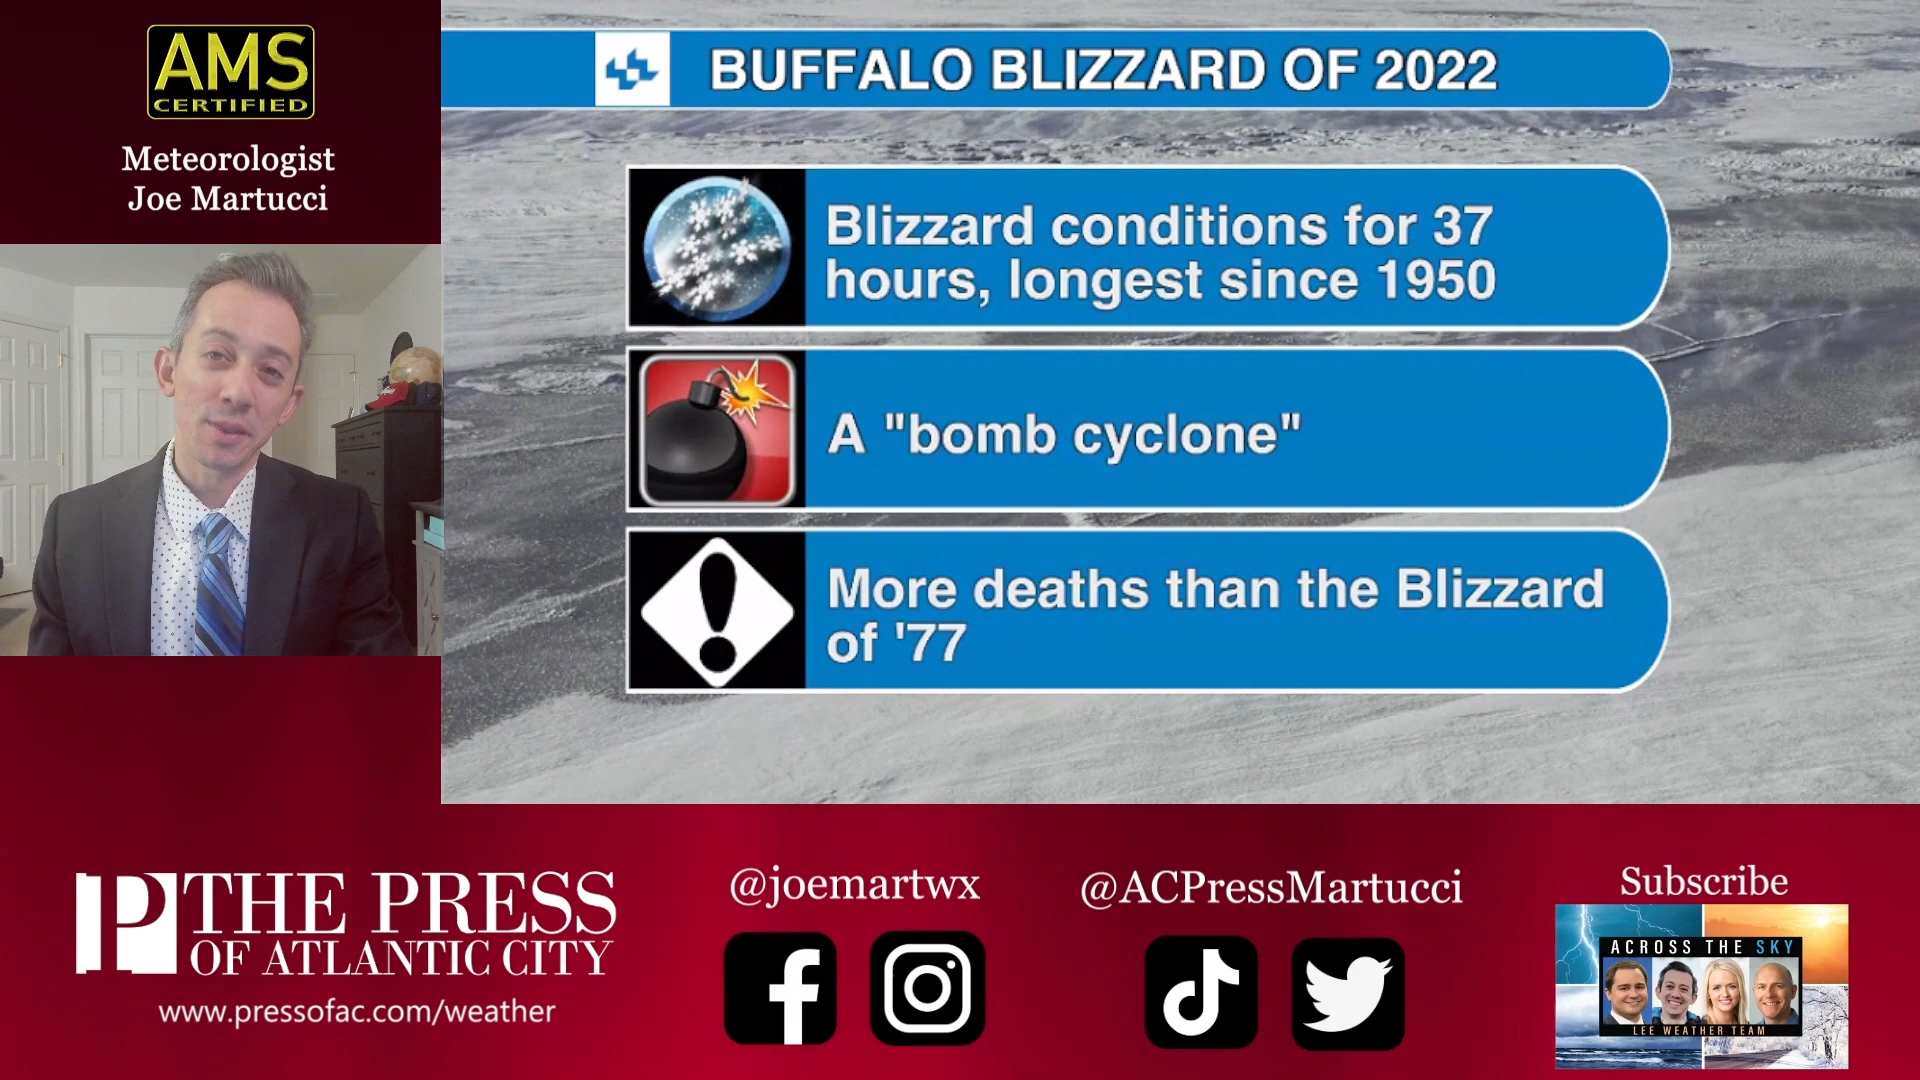 AMS
CERTIFIED
Meteorologist
Joe Martucci
BUFFALO BLIZZARD OF 2022
Blizzard conditions for 37
hours, longest since 1950
A "bomb cyclone"
More deaths than the Blizzard
of '77
P THE PRESS
OF ATLANTIC CITY
www.pressofac.com/weather
@joemartwx
@ACPressMartucci
Subscribe
ACROSS THE SKY
LEE WEATHER TEAM